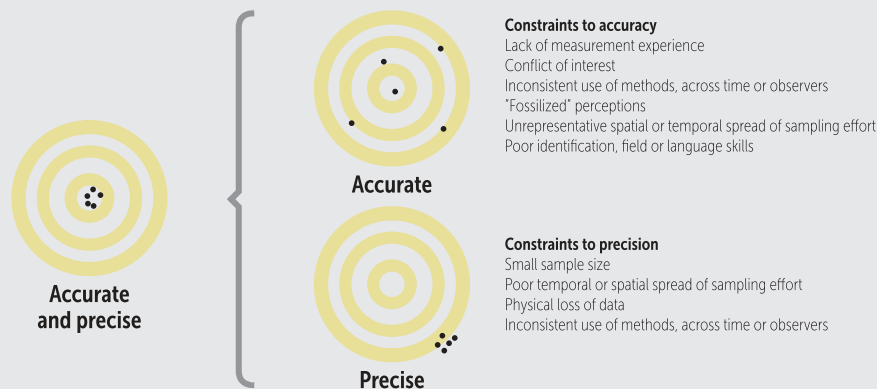 Constraints to accuracy
Lack of measurement experience
Conflict of interest
Inconsistent use of methods, across time or observers
"Fossilized" perceptions
Unrepresentative spatial or temporal spread of sampling effort
Poor identification, field or language skills
Accurate
Accurate
and precise
Constraints to precision
Small sample size
Poor temporal or spatial spread of sampling effort
Physical loss of data
Inconsistent use of methods, across time or observers
Precise